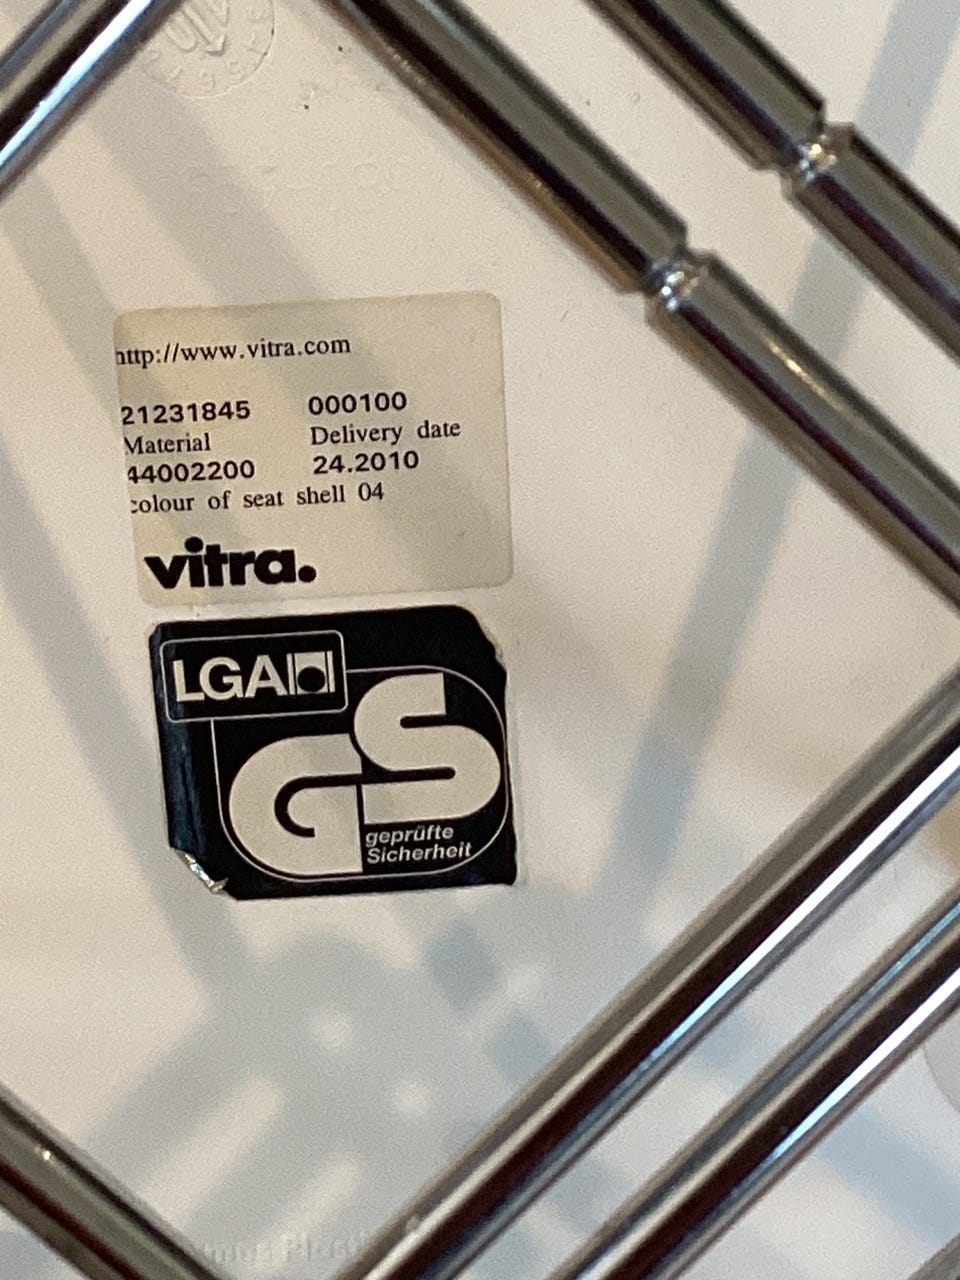 http://www.vitra.com
21231845 000100
Material Delivery date
44002200 24.2010
colour of seat shell 04
vitra.
LGA
GS
geprüfte
Sicherheit